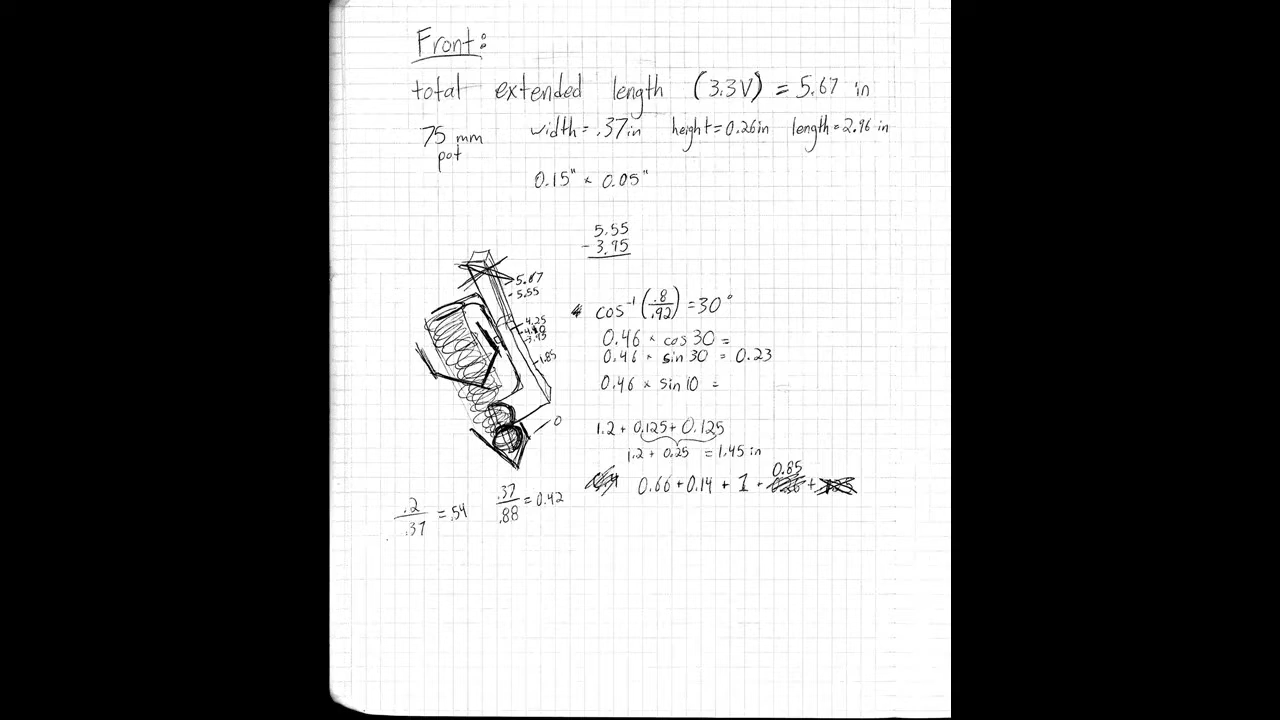 Front:
total extended length (3.3V) = 5.67 in
75 mm pot
width = .37in height = 0.26in length = 2.96 in
0.15" x 0.05"
5.55
- 3.95
5.67
5.55
4.25
3.95
1.85
0
cos⁻¹(.8/.92) = 30°
0.46 × cos 30 =
0.46 × sin 30 = 0.23
0.46 × sin 10 =
1.2 + 0.125 + 0.125
1.2 + 0.25 = 1.45 in
0.85
0.66 + 0.14 + 1 + +
.2/.37 = .54
.37/.88 = 0.42